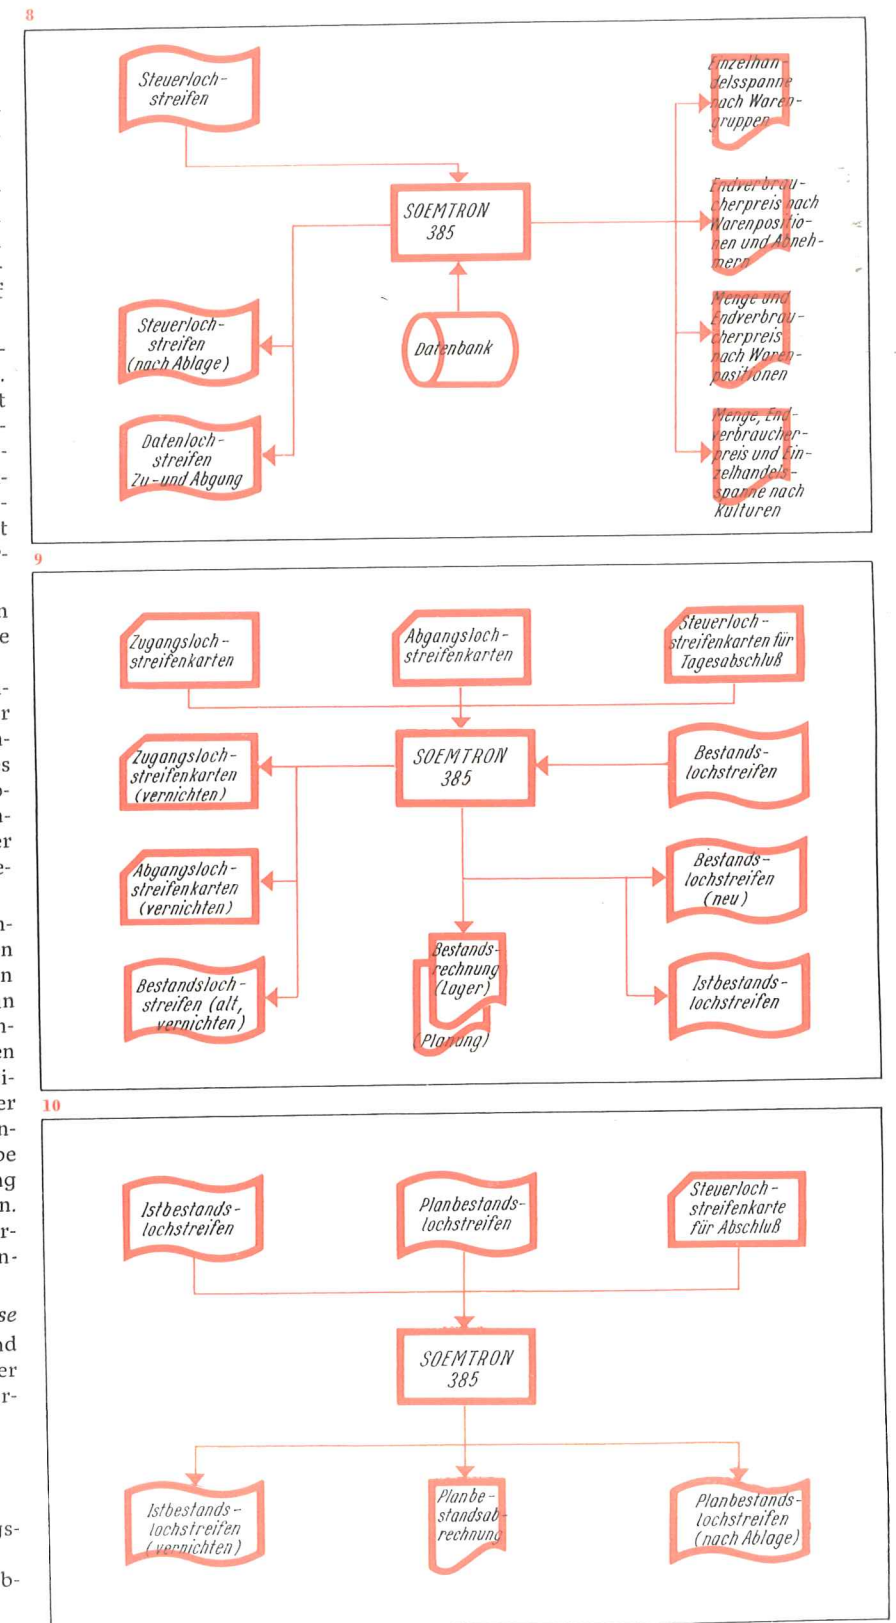 8
Steuerloch-
streifen
SOEMTRON
385
Steuerloch-
streifen
(nach Ablage)
Datenbank
Datenloch-
streifen
Zu-und Abgung
Einzelhan-
delsspanne
nach Waren-
gruppen
Endverbrau-
cherpreis nach
Warenpositio-
nen und Abneh-
mern
Menge und
Endverbrau-
cherpreis
nach Waren-
positionen
Menge, End-
verbraucher-
preis und Ein-
zelhandels-
spanne nach
Kulturen
9
Zugangsloch-
streifenkarten
Abgangsloch-
streifenkarten
Steuerloch-
streifenkarten für
Tagesabschluß
Zugangsloch-
streifenkarten
(vernichten)
SOEMTRON
385
Bestands-
lochstreifen
Abgangsloch-
streifenkarten
(vernichten)
Bestands-
lochstreifen
(neu)
Bestandsloch-
streifen (alt,
vernichten)
Bestands-
rechnung
(Lager)
(Planung)
Istbestands-
lochstreifen
10
Istbestands-
lochstreifen
Planbestands-
lochstreifen
Steuerloch-
streifenkarte
für Abschluß
SOEMTRON
385
Istbestands-
lochstreifen
(vernichten)
Planbe-
standsab-
rechnung
Planbestands-
lochstreifen
(nach Ablage)